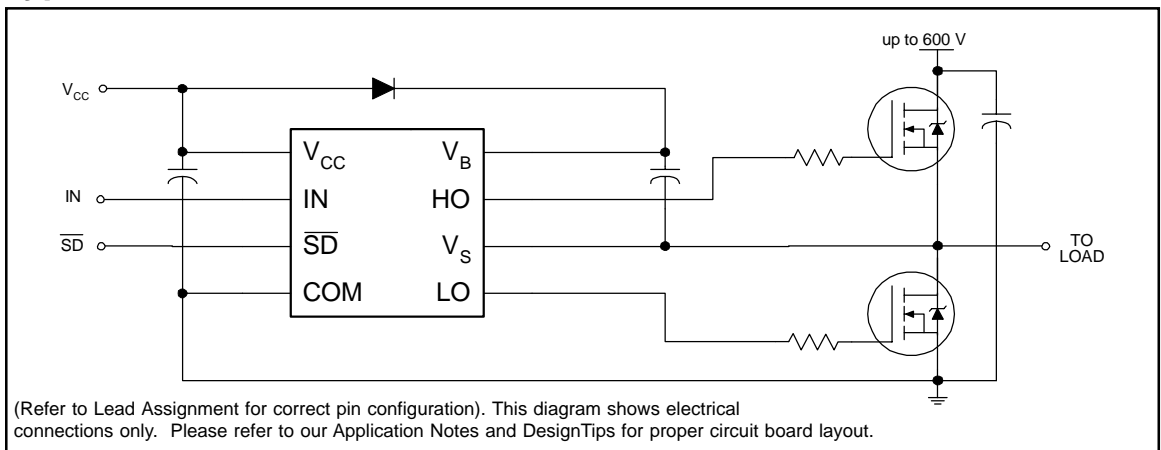 up to 600 V
VCC
VCC
VB
IN
IN
HO
SD
SD
VS
TO
LOAD
COM
LO
(Refer to Lead Assignment for correct pin configuration). This diagram shows electrical
connections only. Please refer to our Application Notes and DesignTips for proper circuit board layout.